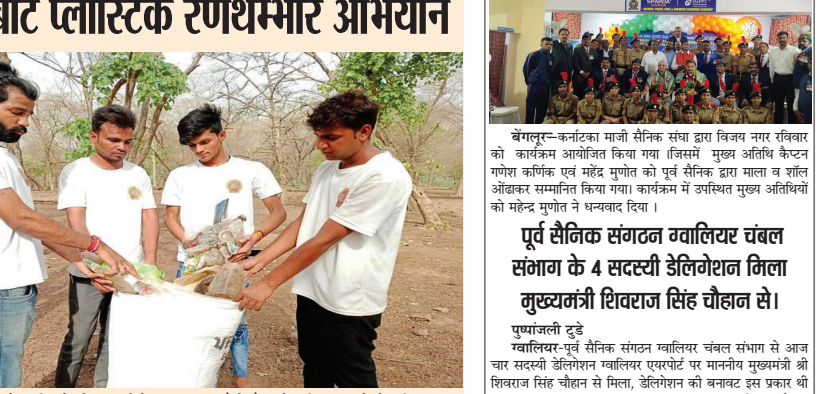 प्लास्टिक रणथम्भौर अभियान
बेंगलूर–कर्नाटका माजी सैनिक संघा द्वारा विजय नगर रविवार
को कार्यक्रम आयोजित किया गया ।जिसमें मुख्य अतिथि कैप्टन
गणेश कर्णिक एवं महेंद्र मुणोत को पूर्व सैनिक द्वारा माला व शॉल
ओंढाकर सम्मानित किया गया। कार्यक्रम में उपस्थित मुख्य अतिथियों
को महेन्द्र मुणोत ने धन्यवाद दिया ।
पूर्व सैनिक संगठन ग्वालियर चंबल
संभाग के 4 सदस्यी डेलिगेशन मिला
मुख्यमंत्री शिवराज सिंह चौहान से।
पुष्पांजली टुडे
ग्वालियर-पूर्व सैनिक संगठन ग्वालियर चंबल संभाग से आज
चार सदस्यी डेलिगेशन ग्वालियर एयरपोर्ट पर माननीय मुख्यमंत्री श्री
शिवराज सिंह चौहान से मिला, डेलिगेशन की बनावट इस प्रकार थी